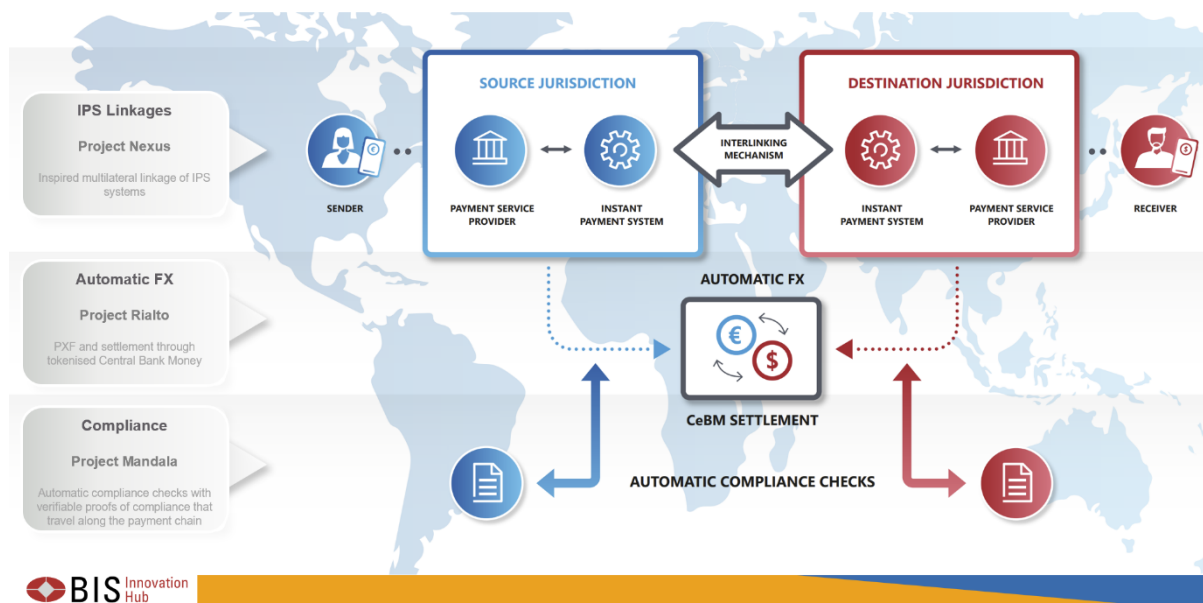 SOURCE JURISDICTION
DESTINATION JURISDICTION
IPS Linkages
Project Nexus
Inspired multilateral linkage of IPS
systems
SENDER
PAYMENT SERVICE
PROVIDER
INSTANT
PAYMENT SYSTEM
INTERLINKING
MECHANISM
INSTANT
PAYMENT SYSTEM
PAYMENT SERVICE
PROVIDER
RECEIVER
€
$
Automatic FX
Project Rialto
PXF and settlement through
tokenised Central Bank Money
AUTOMATIC FX
€
$
CeBM SETTLEMENT
Compliance
Project Mandala
Automatic compliance checks with
verifiable proofs of compliance that
travel along the payment chain
AUTOMATIC COMPLIANCE CHECKS
BIS Innovation
Hub